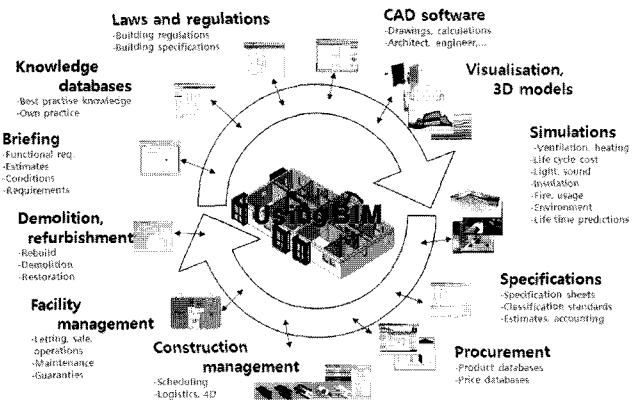 Laws and regulations
-Building regulations
-Building specifications
CAD software
-Drawings, calculations
-Architect, engineer,...
Knowledge
databases
-Best practise knowledge
-Own practice
Visualisation,
3D models
Briefing
-Functional req.
-Estimates
-Conditions
-Requirements
Simulations
-Ventilation, heating
-Life cycle cost
-Light, sound
-Insulation
-Fire, usage
-Environment
-Life time predictions
Using BIM
Demolition,
refurbishment
-Rebuild
-Demolition
-Restoration
Specifications
-Specification sheets
-Classification standards
-Estimates, accounting
Facility
management
-Letting, sale,
operations
-Maintenance
-Guaranties
Construction
management
-Scheduling
-Logistics, 4D
Procurement
-Product databases
-Price databases